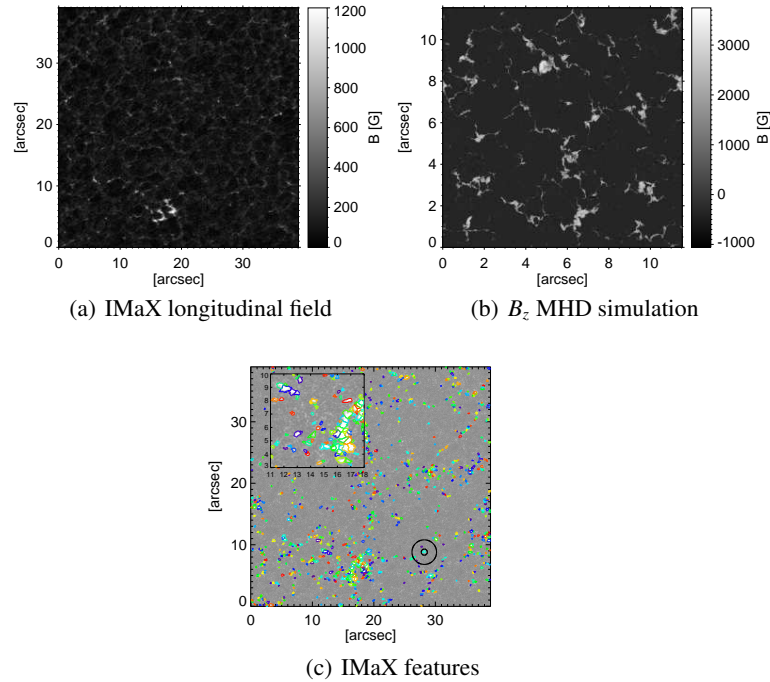 1200
1000
800
600
400
200
0
B [G]
30
20
10
0
[arcsec]
0 10 20 30
[arcsec]
(a) IMaX longitudinal field
3000
2000
1000
0
-1000
B [G]
10
8
6
4
2
0
[arcsec]
0 2 4 6 8 10
[arcsec]
(b) Bz MHD simulation
30
20
10
0
[arcsec]
10
9
8
7
6
5
4
3
11 12 13 14 15 16 17 18
0 10 20 30
[arcsec]
(c) IMaX features